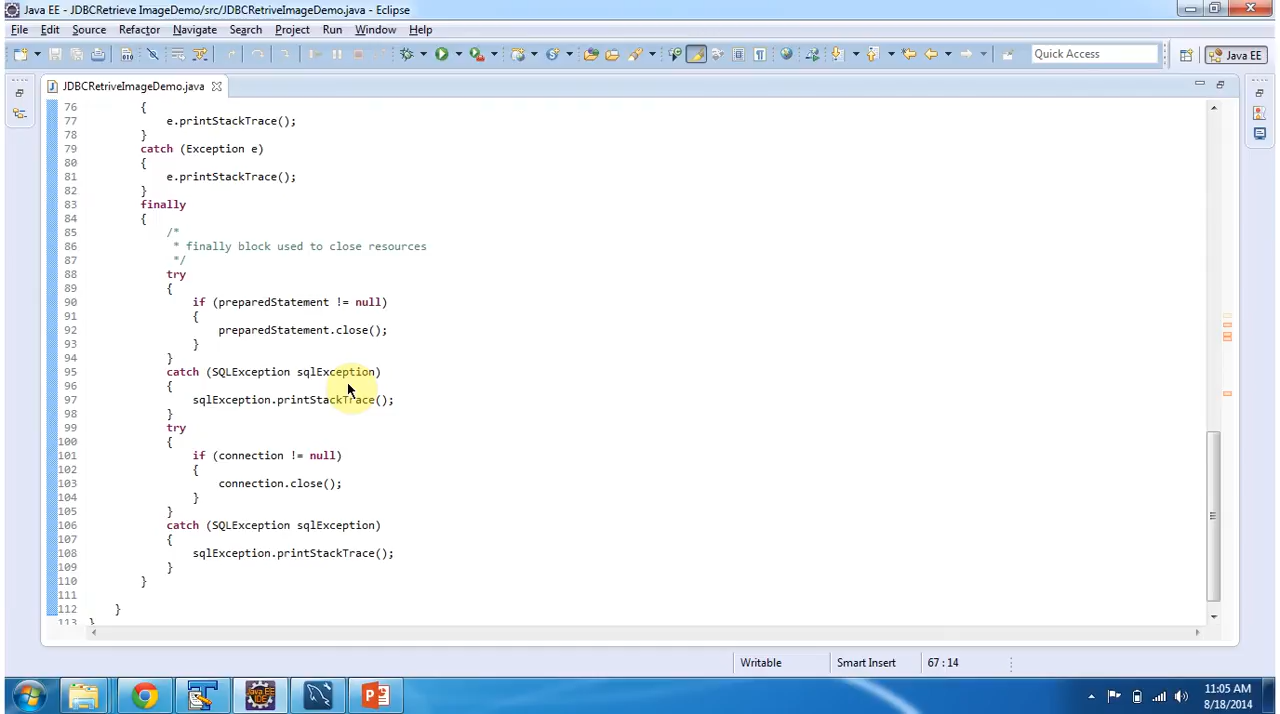 Java EE - JDBCRetrieve ImageDemo/src/JDBCRetriveImageDemo.java - Eclipse
File Edit Source Refactor Navigate Search Project Run Window Help
Quick Access
Java EE
JDBCRetriveImageDemo.java
76 {
77 e.printStackTrace();
78 }
79 catch (Exception e)
80 {
81 e.printStackTrace();
82 }
83 finally
84 {
85 /*
86 * finally block used to close resources
87 */
88 try
89 {
90 if (preparedStatement != null)
91 {
92 preparedStatement.close();
93 }
94 }
95 catch (SQLException sqlException)
96 {
97 sqlException.printStackTrace();
98 }
99 try
100 {
101 if (connection != null)
102 {
103 connection.close();
104 }
105 }
106 catch (SQLException sqlException)
107 {
108 sqlException.printStackTrace();
109 }
110 }
111
112 }
113 }
Writable Smart Insert 67 : 14
11:05 AM
8/18/2014